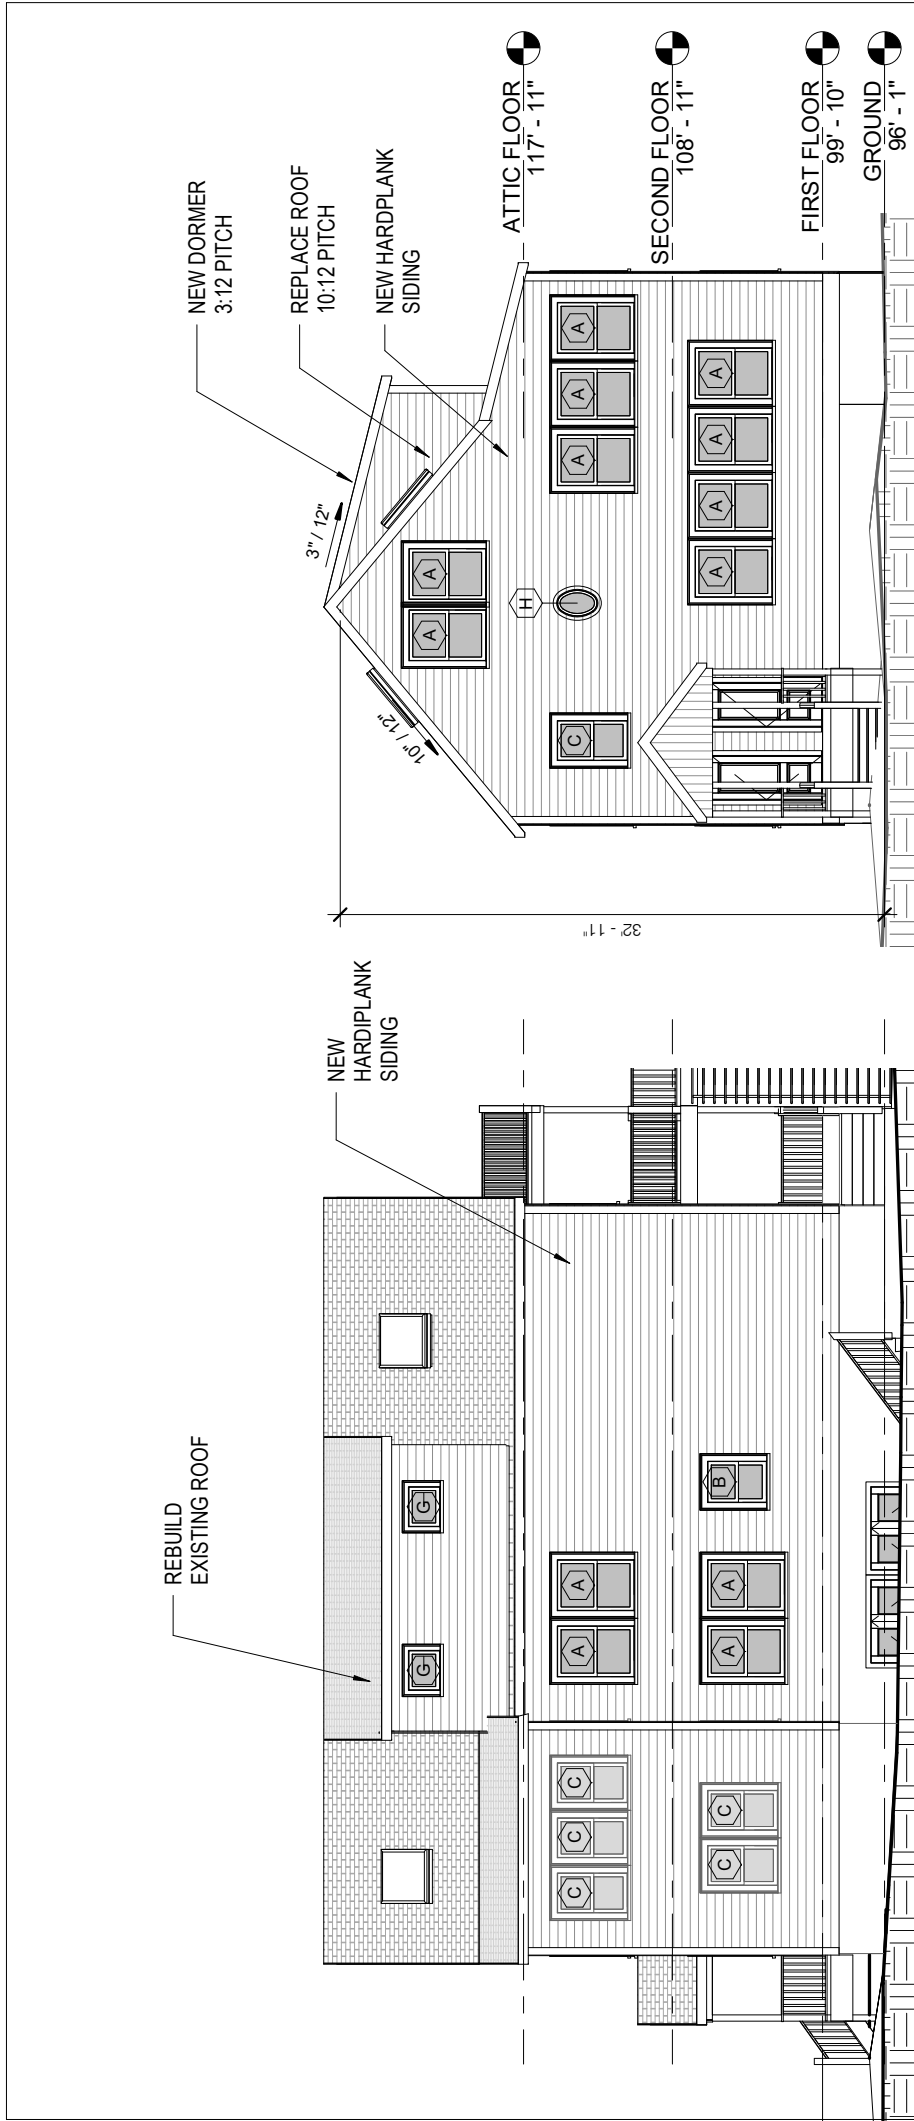 REBUILD
EXISTING ROOF
NEW
HARDIPLANK
SIDING
G
G
C
C
C
A
A
C
C
A
A
B
NEW DORMER
3:12 PITCH
REPLACE ROOF
10:12 PITCH
NEW HARDPLANK
SIDING
3" / 12"
10" / 12"
32' - 11"
A
A
H
C
A
A
A
A
A
A
A
ATTIC FLOOR
117' - 11"
SECOND FLOOR
108' - 11"
FIRST FLOOR
99' - 10"
GROUND
96' - 1"